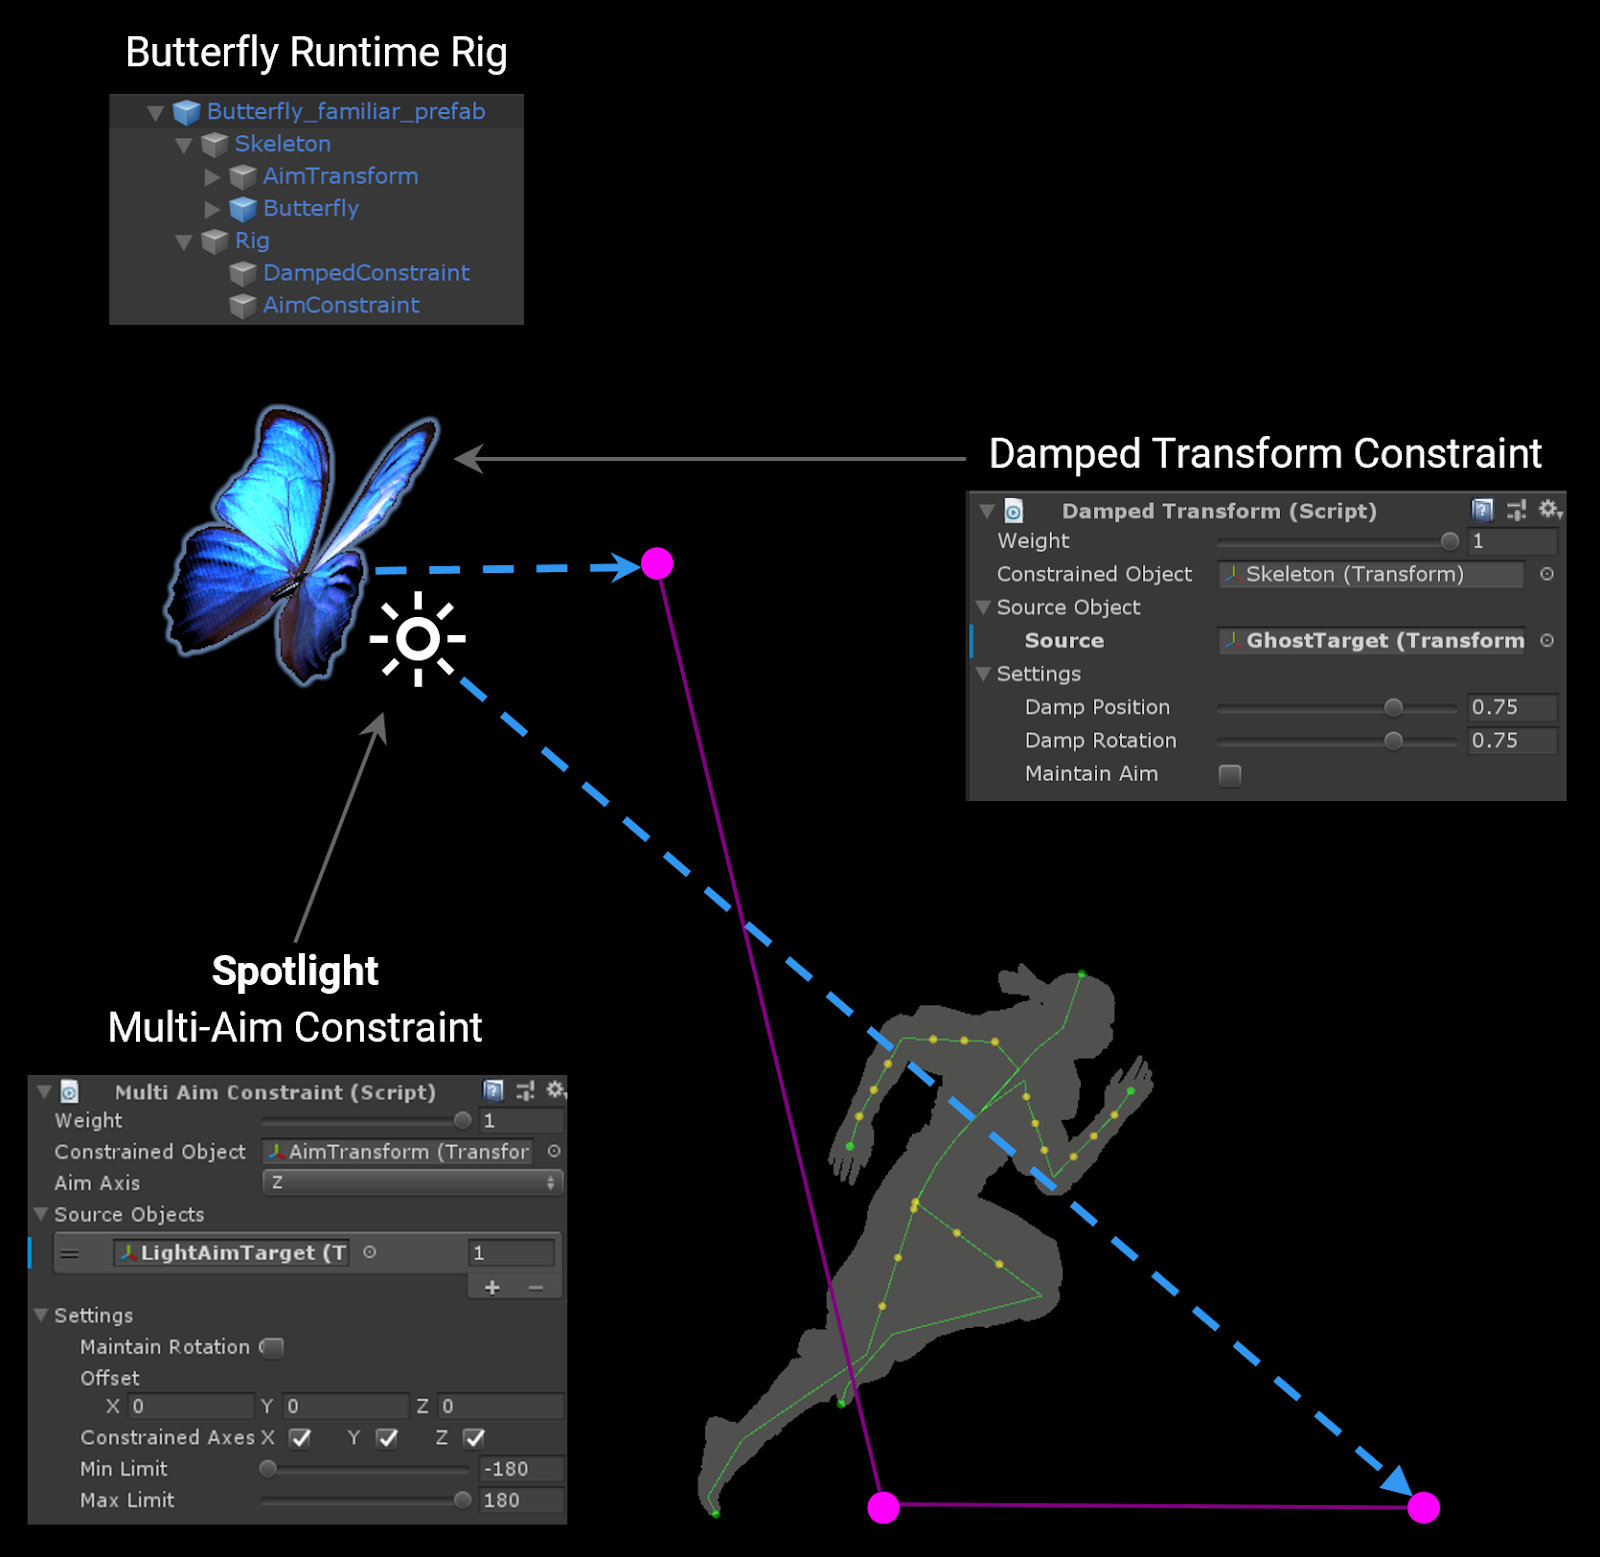 Butterfly Runtime Rig
Butterfly_familiar_prefab
Skeleton
AimTransform
Butterfly
Rig
DampedConstraint
AimConstraint
Damped Transform Constraint
Damped Transform (Script)
Weight 1
Constrained Object Skeleton (Transform)
Source Object
Source GhostTarget (Transform
Settings
Damp Position 0.75
Damp Rotation 0.75
Maintain Aim
Spotlight
Multi-Aim Constraint
Multi Aim Constraint (Script)
Weight 1
Constrained Object AimTransform (Transfor
Aim Axis Z
Source Objects
LightAimTarget (T 1
+ −
Settings
Maintain Rotation
Offset
X 0 Y 0 Z 0
Constrained Axes X Y Z
Min Limit -180
Max Limit 180